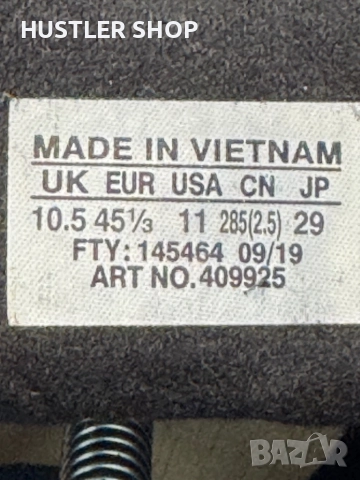 HUSTLER SHOP
MADE IN VIETNAM
UK EUR USA CN JP
10.5 45⅓ 11 285(2.5) 29
FTY: 145464 09/19
ART NO. 409925
BAZAR